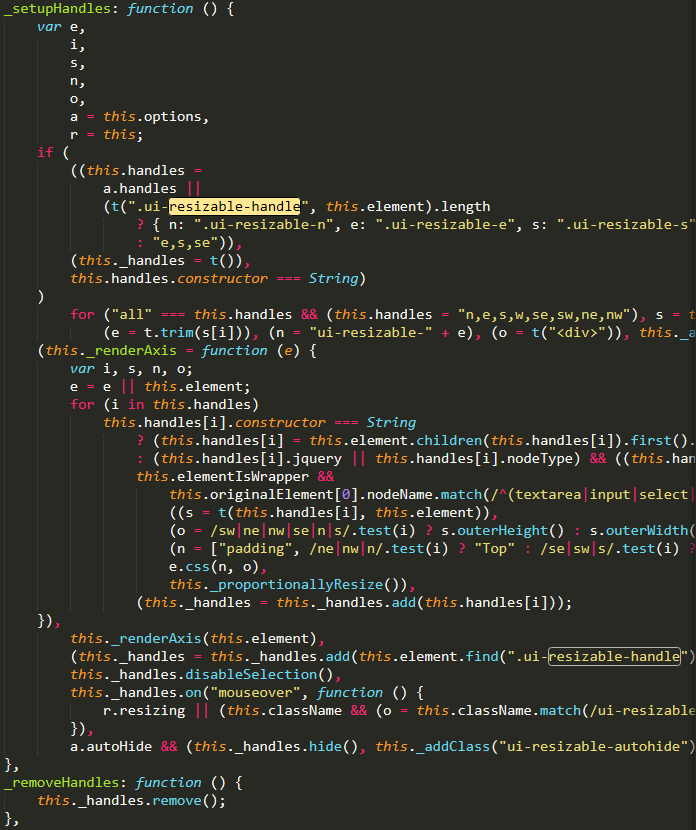 _setupHandles: function () {
var e,
i,
s,
n,
o,
a = this.options,
r = this;
if (
((this.handles =
a.handles ||
(t(".ui-resizable-handle", this.element).length
? { n: ".ui-resizable-n", e: ".ui-resizable-e", s: ".ui-resizable-s"
: "e,s,se")),
(this._handles = t()),
this.handles.constructor === String)
)
for ("all" === this.handles && (this.handles = "n,e,s,w,se,sw,ne,nw"), s = t
(e = t.trim(s[i])), (n = "ui-resizable-" + e), (o = t("<div>")), this._a
(this._renderAxis = function (e) {
var i, s, n, o;
e = e || this.element;
for (i in this.handles)
this.handles[i].constructor === String
? (this.handles[i] = this.element.children(this.handles[i]).first().
: (this.handles[i].jquery || this.handles[i].nodeType) && ((this.han
this.elementIsWrapper &&
this.originalElement[0].nodeName.match(/^(textarea|input|select|
((s = t(this.handles[i], this.element)),
(o = /sw|ne|nw|se|n|s/.test(i) ? s.outerHeight() : s.outerWidth(
(n = ["padding", /ne|nw|n/.test(i) ? "Top" : /se|sw|s/.test(i) ?
e.css(n, o),
this._proportionallyResize()),
(this._handles = this._handles.add(this.handles[i]));
}),
this._renderAxis(this.element),
(this._handles = this._handles.add(this.element.find(".ui-resizable-handle")
this._handles.disableSelection(),
this._handles.on("mouseover", function () {
r.resizing || (this.className && (o = this.className.match(/ui-resizable
}),
a.autoHide && (this._handles.hide(), this._addClass("ui-resizable-autohide")
},
_removeHandles: function () {
this._handles.remove();
},